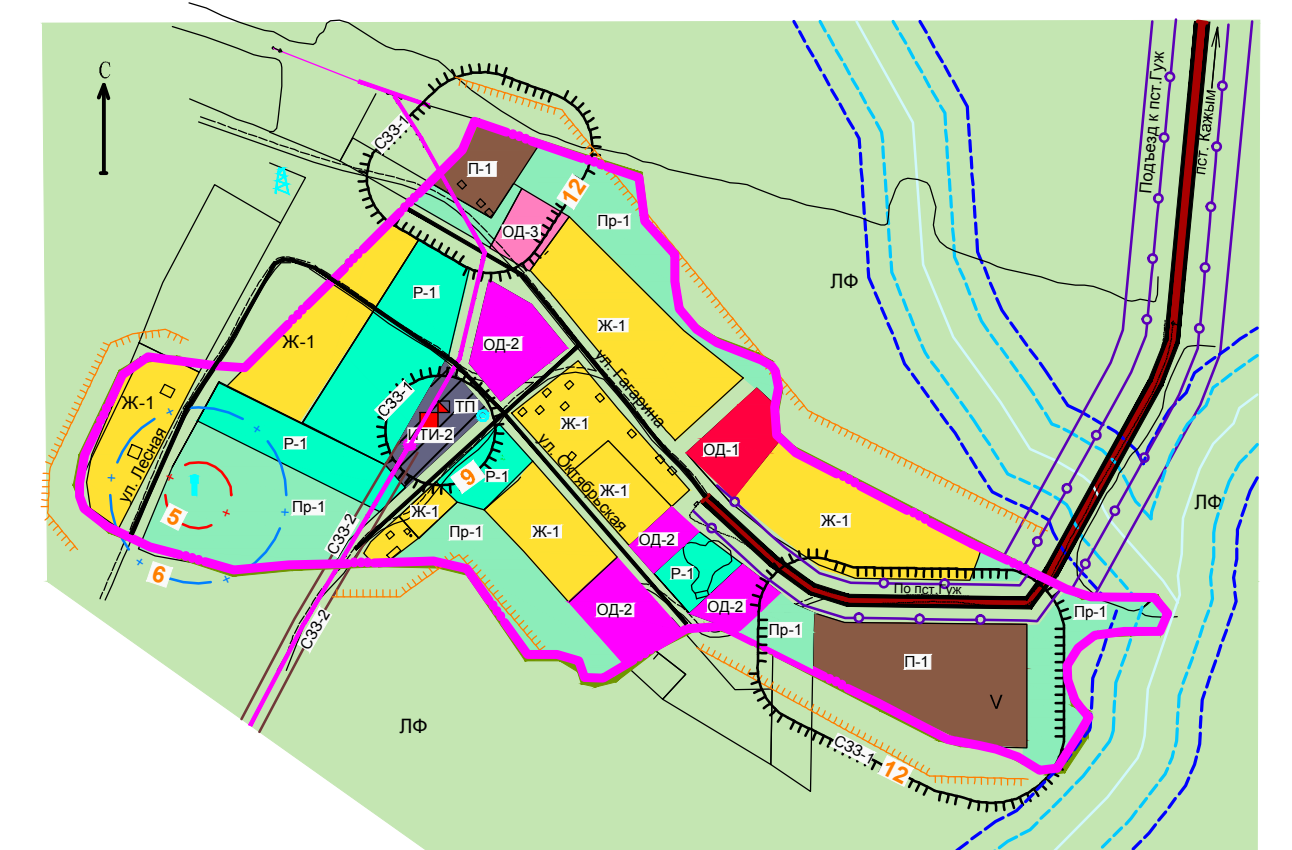 С
Подъезд к пст.Гуж
пст. Кажым
СЗЗ-1
П-1
12
Пр-1
ОД-3
ЛФ
Р-1
Ж-1
Ж-1
ОД-2
ул. Гагарина
СЗЗ-1
Ж-1
ТП
ИТИ-2
Ж-1
ул. Октябрьская
Р-1
ОД-1
ул. Лесная
9
Р-1
Ж-1
ЛФ
Пр-1
5
Ж-1
Ж-1
Пр-1
Ж-1
СЗЗ-2
ОД-2
6
Р-1
По пст.Гуж
ОД-2
ОД-2
Пр-1
СЗЗ-2
Пр-1
П-1
V
ЛФ
СЗЗ-1
12